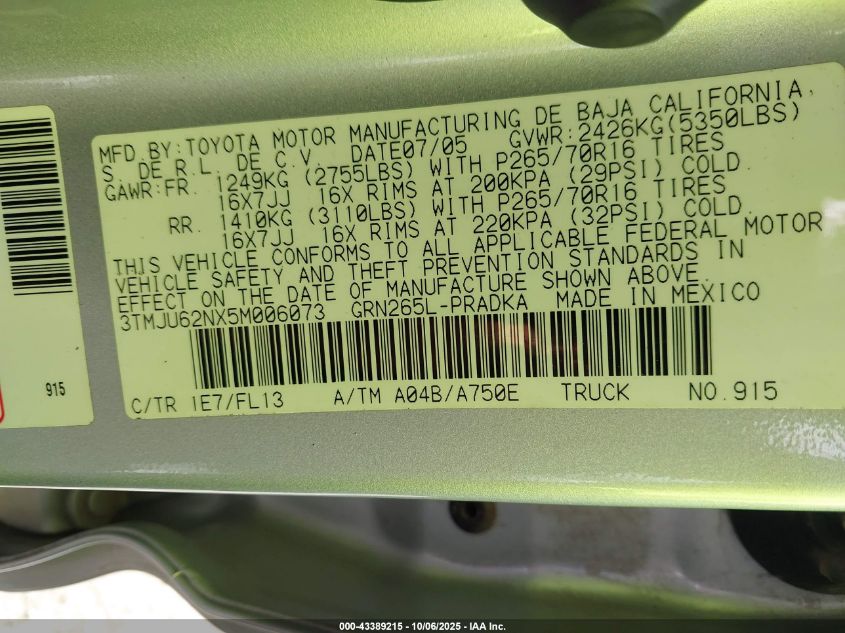 MFD.BY:TOYOTA MOTOR MANUFACTURING DE BAJA CALIFORNIA,
S. DE R.L. DE C.V. DATE07/05 GVWR:2426KG(5350LBS)
GAWR:FR. 1249KG (2755LBS) WITH P265/70R16 TIRES
16X7JJ 16X RIMS AT 200KPA (29PSI) COLD
RR. 1410KG (3110LBS) WITH P265/70R16 TIRES
16X7JJ 16X RIMS AT 220KPA (32PSI) COLD.
THIS VEHICLE CONFORMS TO ALL APPLICABLE FEDERAL MOTOR
VEHICLE SAFETY AND THEFT PREVENTION STANDARDS IN
EFFECT ON THE DATE OF MANUFACTURE SHOWN ABOVE.
3TMJU62NX5M006073 GRN265L-PRADKA MADE IN MEXICO
C/TR 1E7/FL13 A/TM A04B/A750E TRUCK NO.915
915
000-43389215 - 10/06/2025 - IAA Inc.